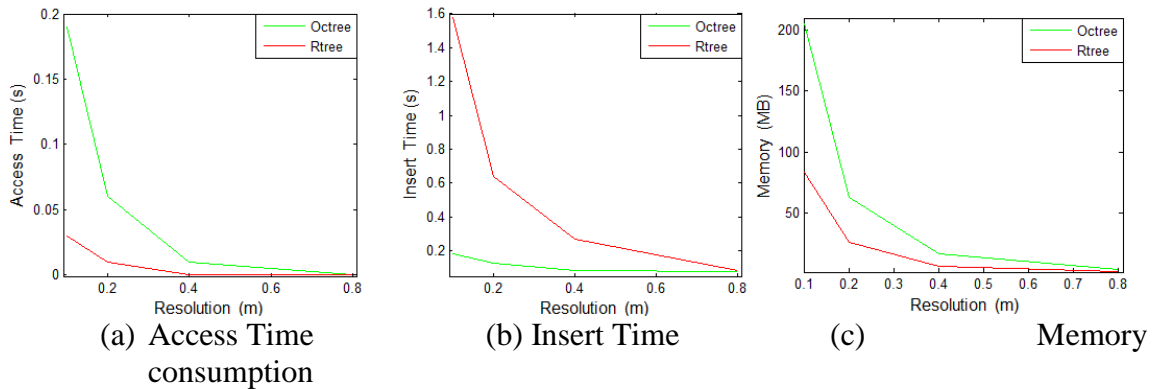 0.2
0.15
0.1
0.05
0
Access Time (s)
0.2 0.4 0.6 0.8
Resolution (m)
Octree
Rtree
1.6
1.4
1.2
1.0
0.8
0.6
0.4
0.2
Insert Time (s)
0.2 0.4 0.6 0.8
Resolution (m)
Octree
Rtree
200
150
100
50
Memory (MB)
0.1 0.2 0.3 0.4 0.5 0.6 0.7 0.8
Resolution (m)
Octree
Rtree
(a) Access Time (b) Insert Time (c) Memory
consumption